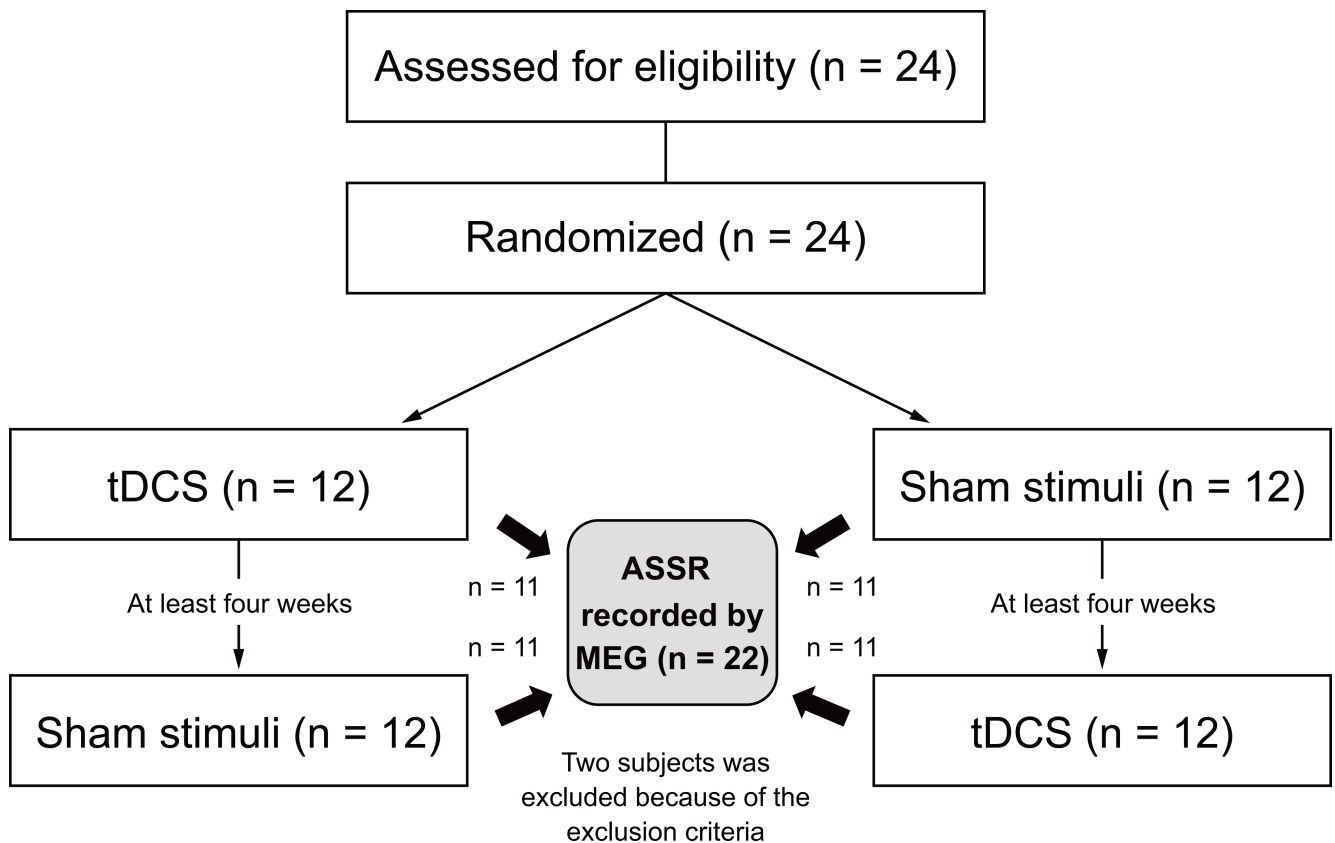 Assessed for eligibility (n = 24)
Randomized (n = 24)
tDCS (n = 12)
Sham stimuli (n = 12)
n = 11
ASSR
recorded by
MEG (n = 22)
n = 11
At least four weeks
At least four weeks
n = 11
n = 11
Sham stimuli (n = 12)
tDCS (n = 12)
Two subjects was
excluded because of the
exclusion criteria